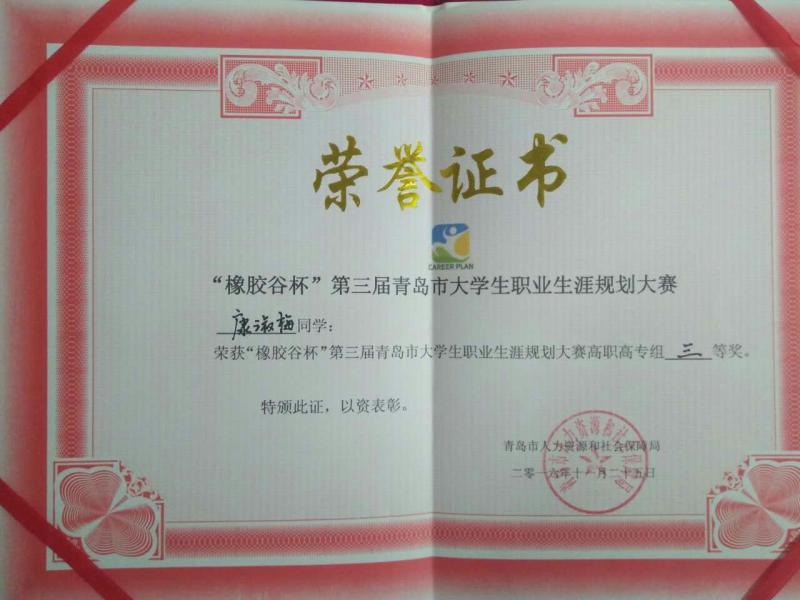 荣誉证书
CAREER PLAN
“橡胶谷杯”第三届青岛市大学生职业生涯规划大赛
康淑梅同学：
荣获“橡胶谷杯”第三届青岛市大学生职业生涯规划大赛高职高专组三等奖。
特颁此证，以资表彰。
青岛市人力资源和社会保障局
二零一六年十一月二十五日